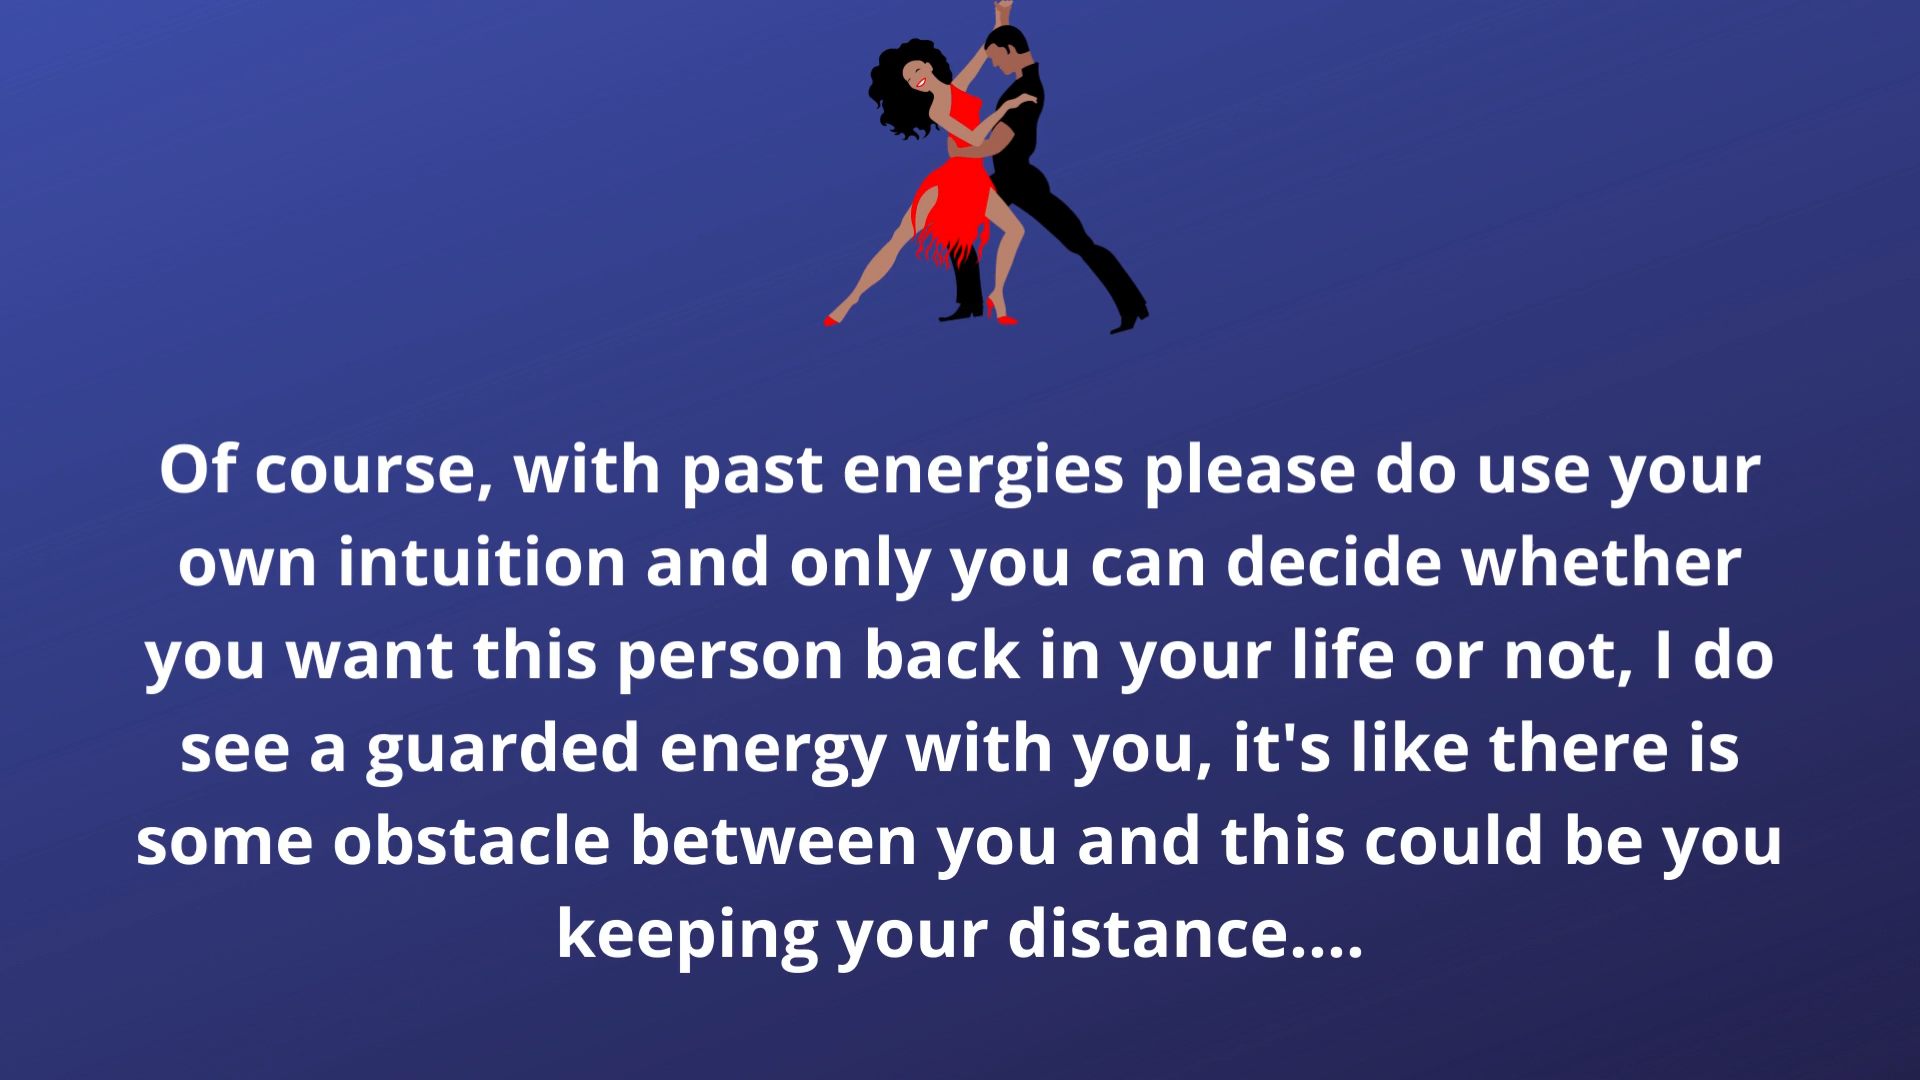 Of course, with past energies please do use your
own intuition and only you can decide whether
you want this person back in your life or not, I do
see a guarded energy with you, it's like there is
some obstacle between you and this could be you
keeping your distance....